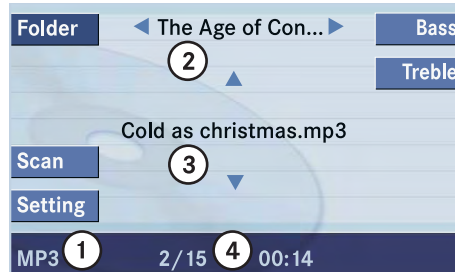 Folder
The Age of Con...
Bass
2
Treble
Cold as christmas.mp3
Scan
3
Setting
MP3 1 2/15 4 00:14